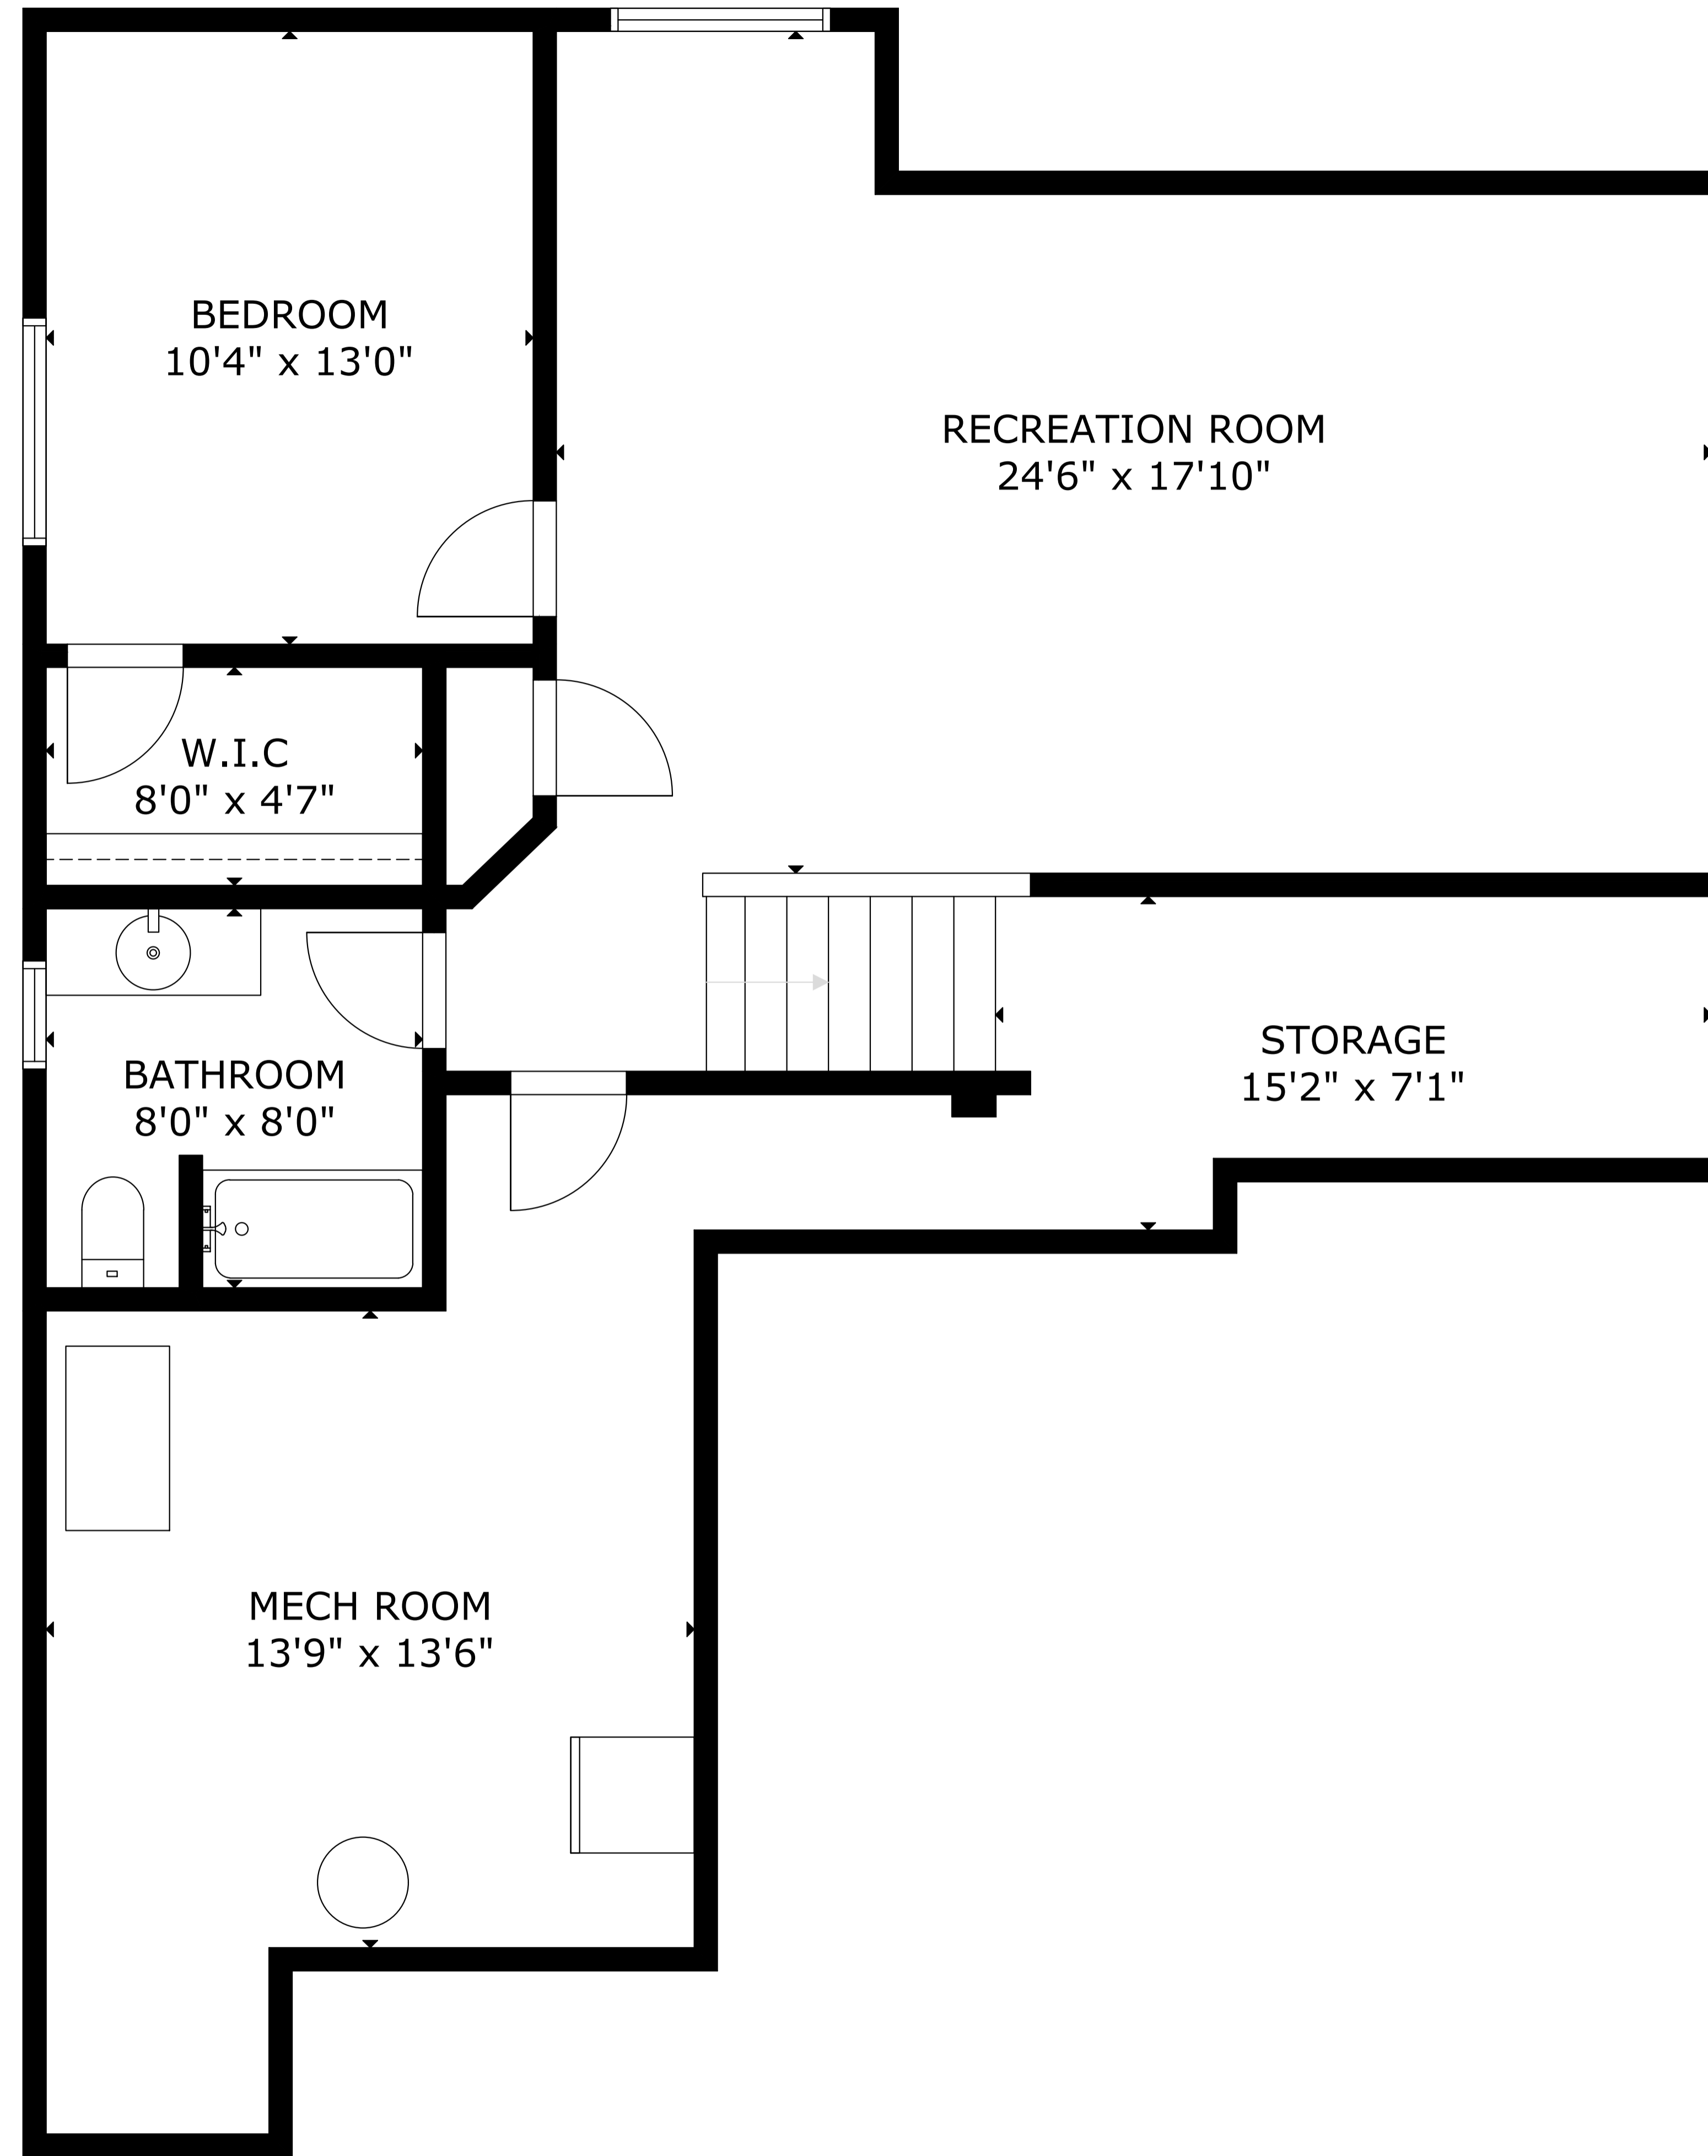 BEDROOM
10'4" x 13'0"
RECREATION ROOM
24'6" x 17'10"
W.I.C
8'0" x 4'7"
STORAGE
15'2" x 7'1"
BATHROOM
8'0" x 8'0"
MECH ROOM
13'9" x 13'6"